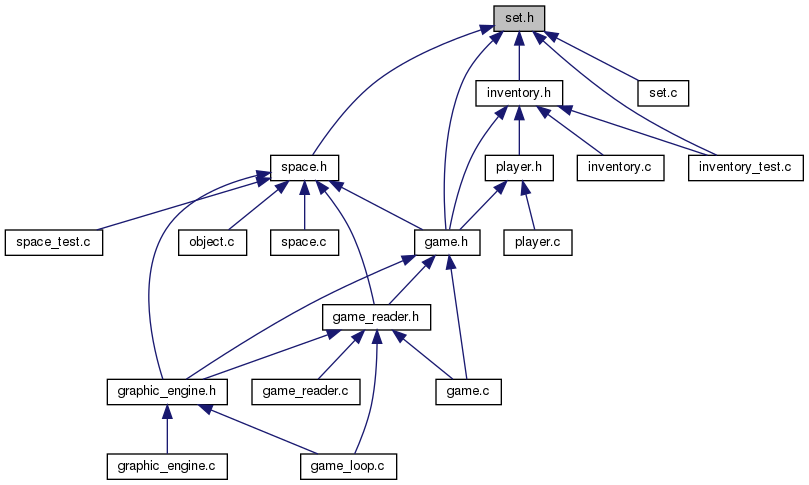 set.h
inventory.h
set.c
space.h
player.h
inventory.c
inventory_test.c
space_test.c
object.c
space.c
game.h
player.c
game_reader.h
graphic_engine.h
game_reader.c
game.c
graphic_engine.c
game_loop.c